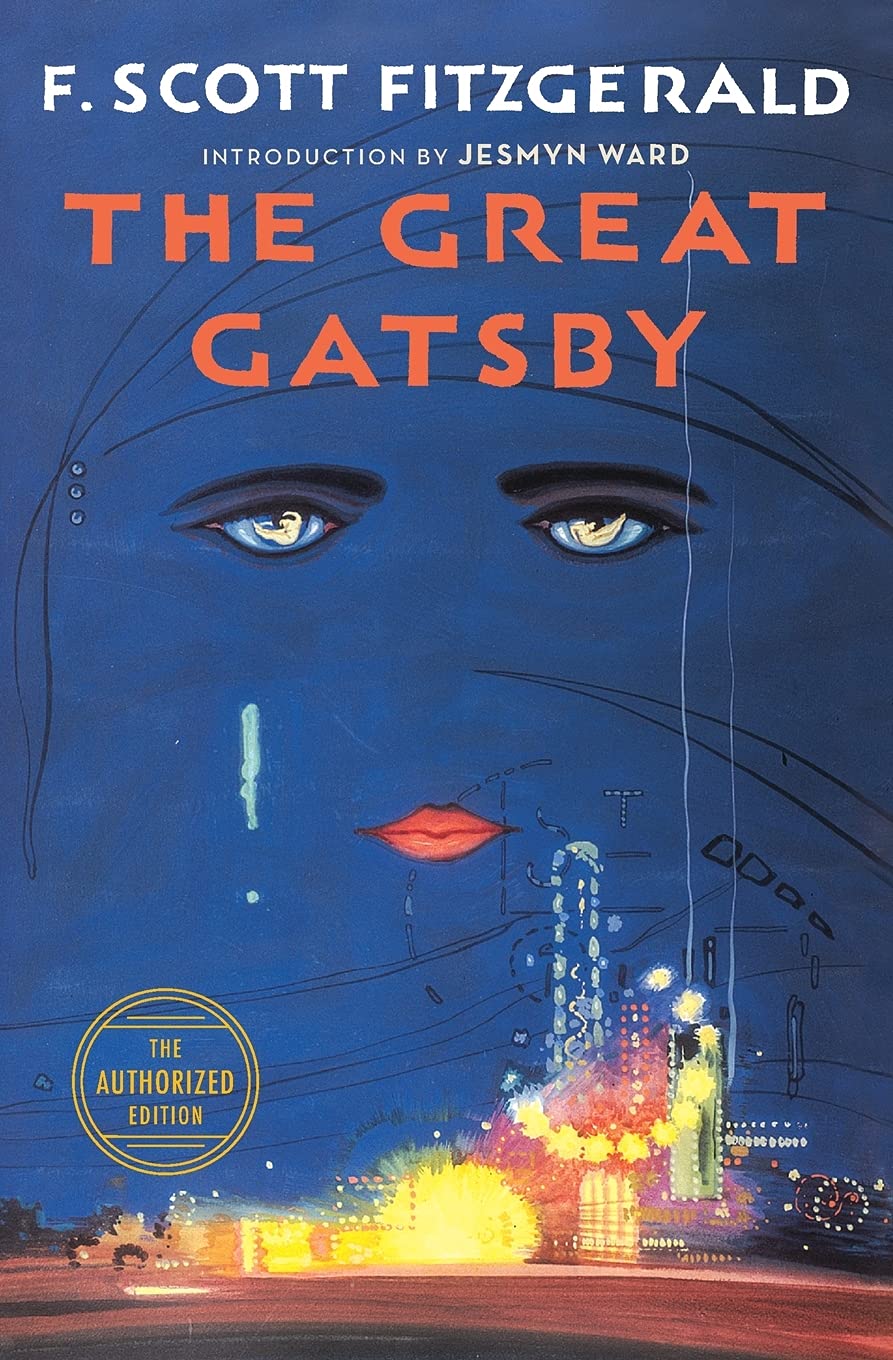 F. SCOTT FITZGERALD
INTRODUCTION BY JESMYN WARD
THE GREAT
GATSBY
THE
AUTHORIZED
EDITION